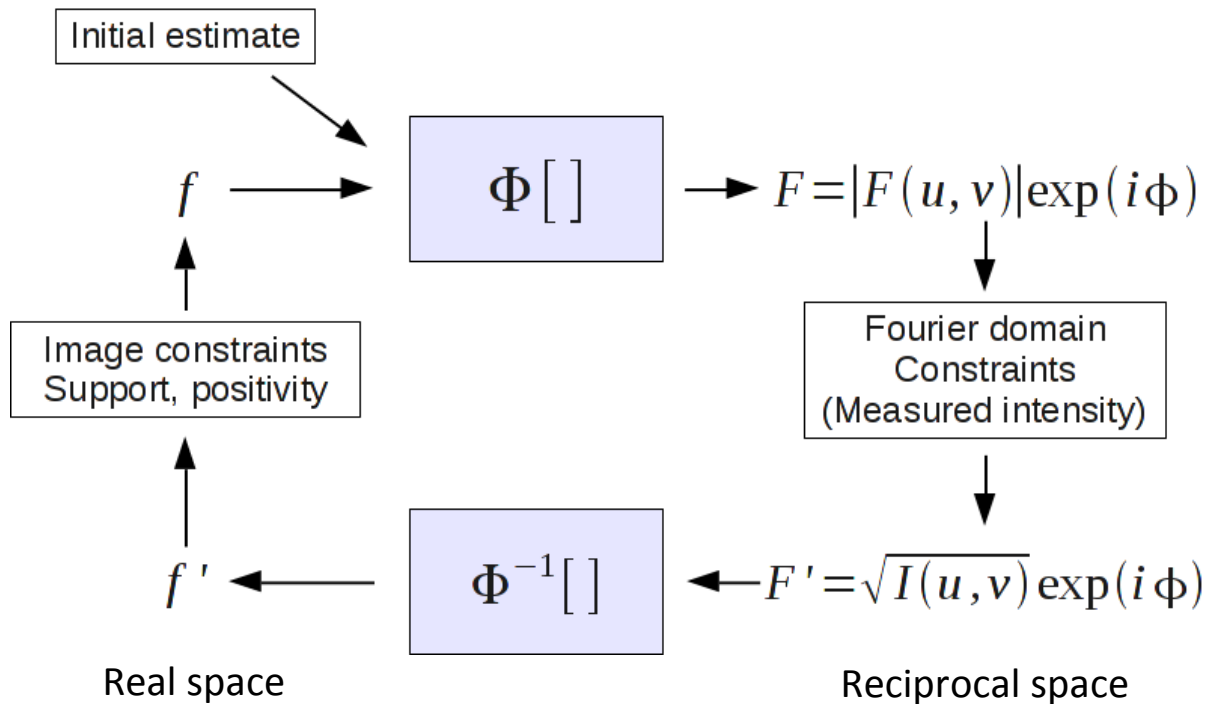 Initial estimate
f
Φ[ ]
F=|F(u,v)|exp(iϕ)
Image constraints
Support, positivity
Fourier domain
Constraints
(Measured intensity)
f '
Φ⁻¹[ ]
F'=√I(u,v)exp(iϕ)
Real space
Reciprocal space